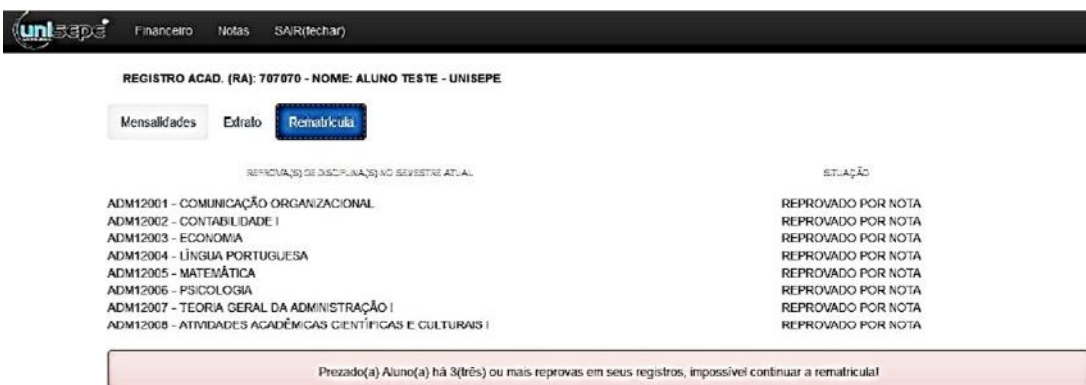 unisepe Financeiro Notas SAIR(fechar)
REGISTRO ACAD. (RA): 707070 - NOME: ALUNO TESTE - UNISEPE
Mensalidades Extrato Rematrícula
REPROVA(S) DE DISCIPLINA(S) NO SEMESTRE ATUAL SITUAÇÃO
ADM12001 - COMUNICAÇÃO ORGANIZACIONAL REPROVADO POR NOTA
ADM12002 - CONTABILIDADE I REPROVADO POR NOTA
ADM12003 - ECONOMIA REPROVADO POR NOTA
ADM12004 - LÍNGUA PORTUGUESA REPROVADO POR NOTA
ADM12005 - MATEMÁTICA REPROVADO POR NOTA
ADM12006 - PSICOLOGIA REPROVADO POR NOTA
ADM12007 - TEORIA GERAL DA ADMINISTRAÇÃO I REPROVADO POR NOTA
ADM12008 - ATIVIDADES ACADÊMICAS CIENTÍFICAS E CULTURAIS I REPROVADO POR NOTA
Prezado(a) Aluno(a) há 3(três) ou mais reprovas em seus registros, impossível continuar a rematrícula!